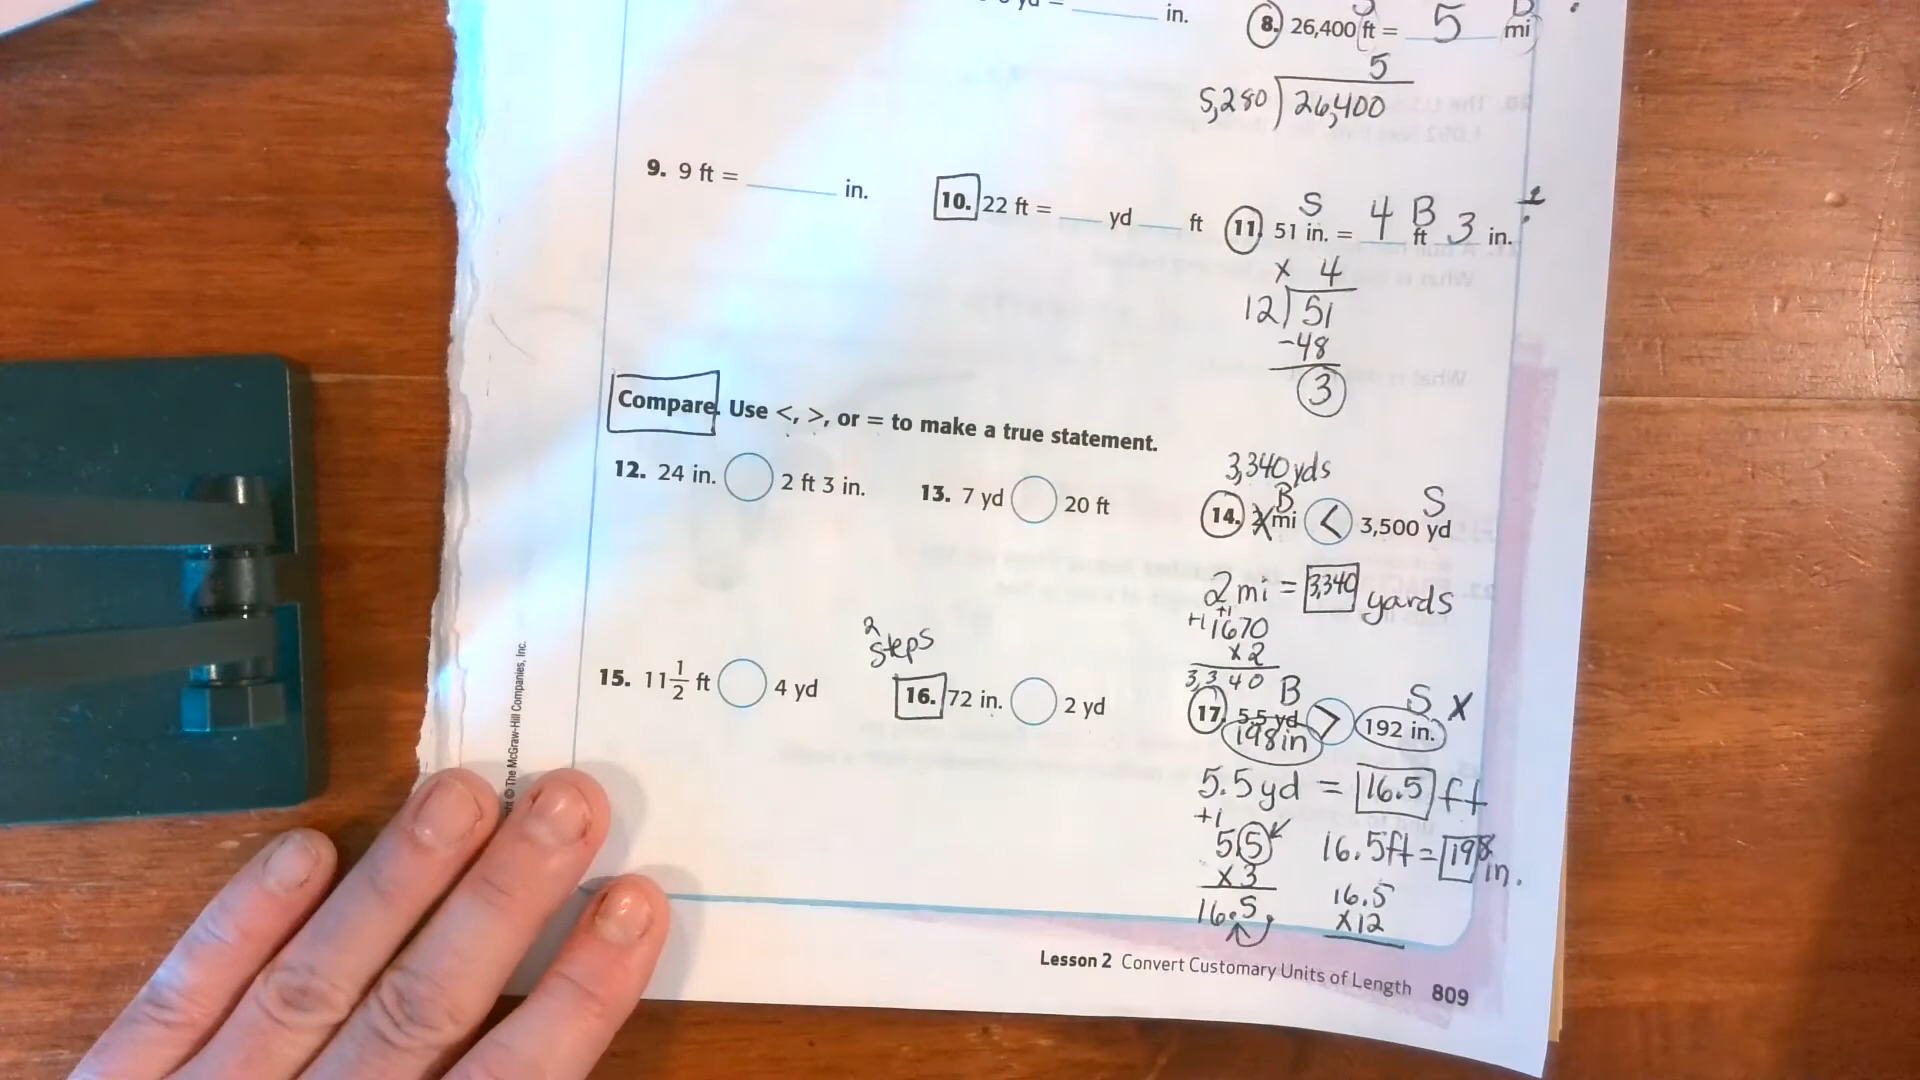 in.
8. 26,400 ft = 5 mi
5
5,280 26,400
9. 9 ft = in.
10. 22 ft = yd ft
S B
11. 51 in. = 4 ft 3 in.
x 4
12 51
-48
3
Compare. Use <, >, or = to make a true statement.
3,340 yds
B S
12. 24 in. 2 ft 3 in.
13. 7 yd 20 ft
14. mi < 3,500 yd
2 mi = 3,340 yards
+1
+1 1670
x 2
3,340
2 steps
B S x
15. 11 1/2 ft 4 yd
16. 72 in. 2 yd
17. 5.5 yd > 192 in.
198 in
5.5 yd = 16.5 ft
+1
5.5
x 3
16.5
16.5 ft = 198 in.
16.5
x12
© The McGraw-Hill Companies, Inc.
Lesson 2 Convert Customary Units of Length 809